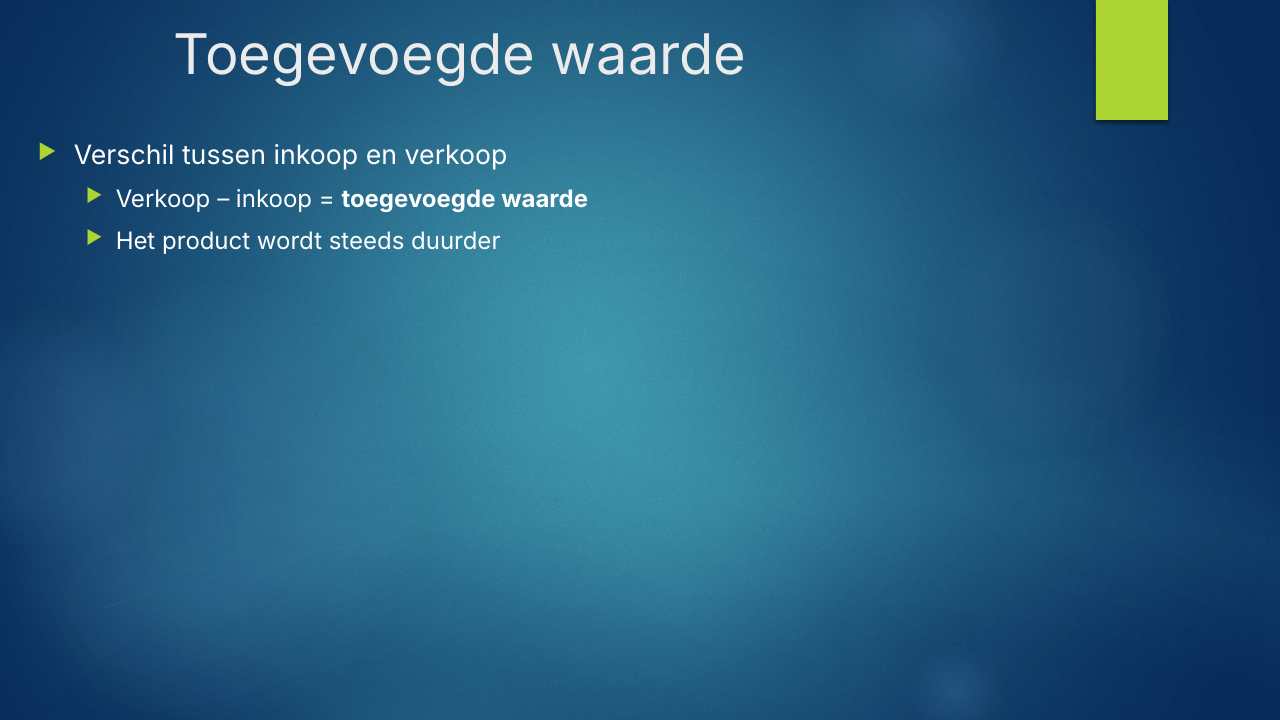 Toegevoegde waarde
Verschil tussen inkoop en verkoop
Verkoop – inkoop = toegevoegde waarde
Het product wordt steeds duurder